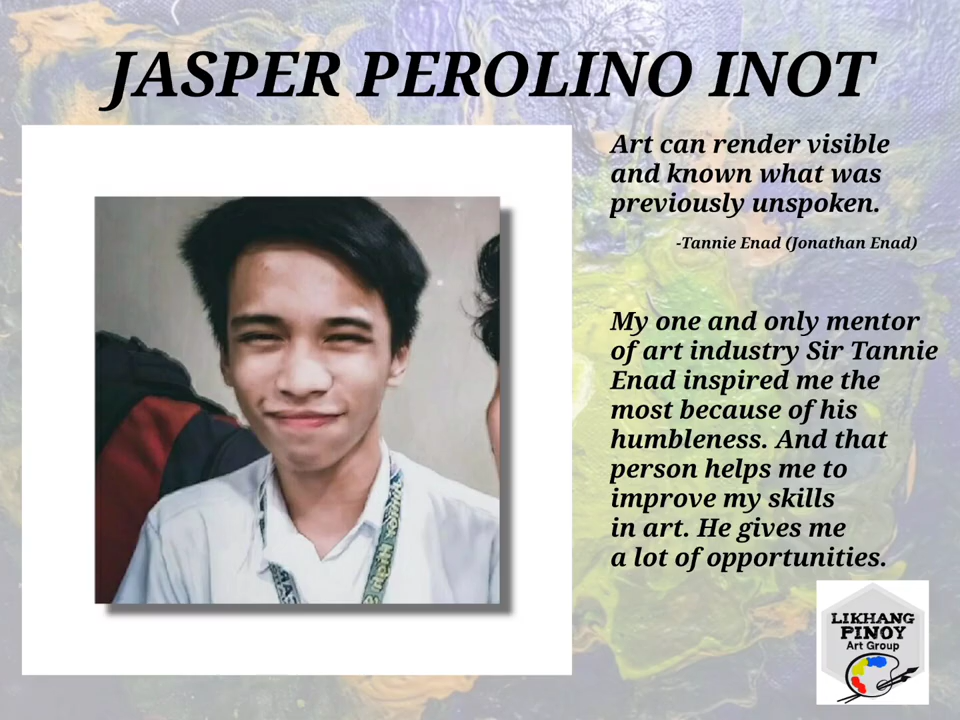 JASPER PEROLINO INOT
Art can render visible
and known what was
previously unspoken.
-Tannie Enad (Jonathan Enad)
My one and only mentor
of art industry Sir Tannie
Enad inspired me the
most because of his
humbleness. And that
person helps me to
improve my skills
in art. He gives me
a lot of opportunities.
LIKHANG
PINOY
Art Group